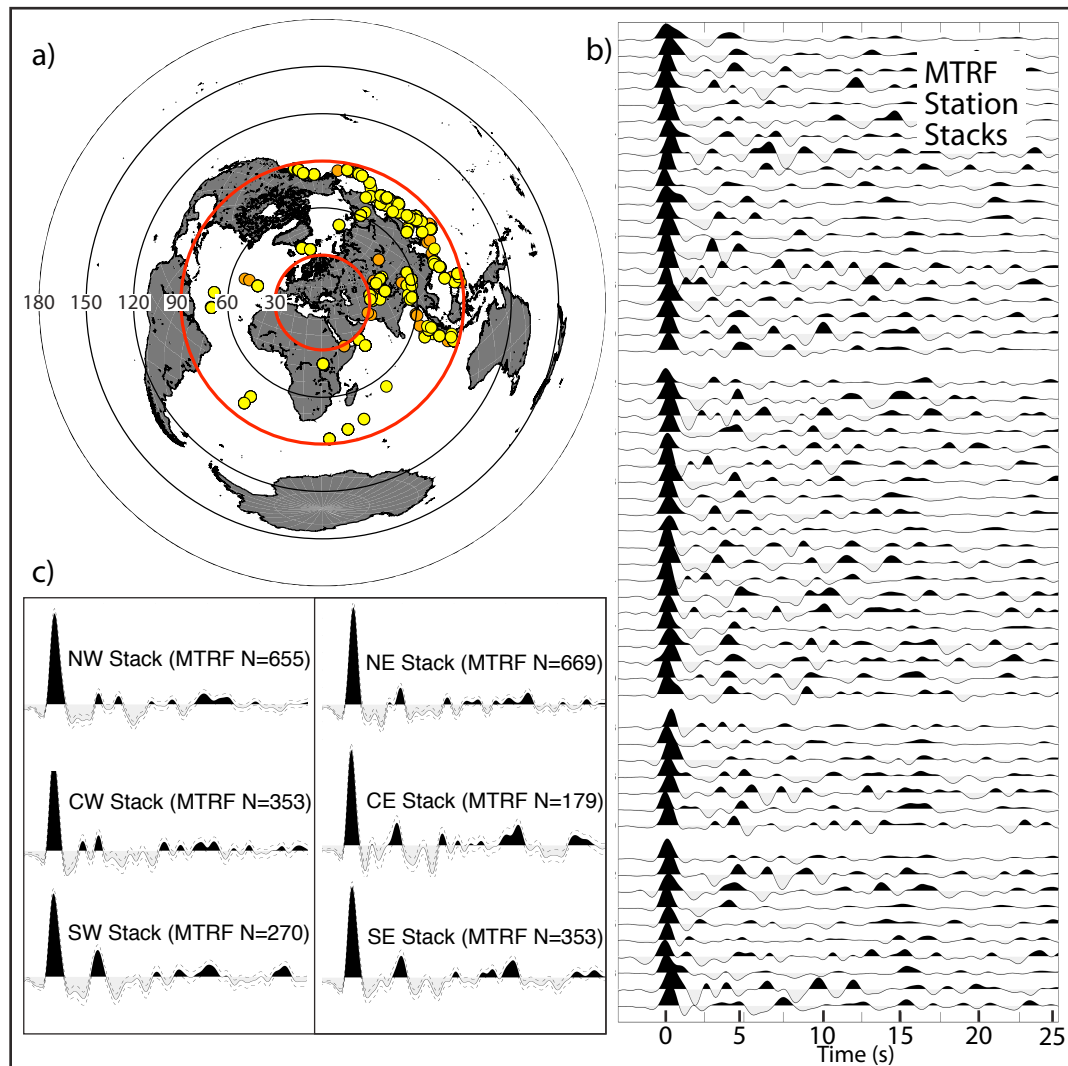 a)
180 150 120 90 60 30
b)
MTRF
Station
Stacks
0 5 10 15 20 25
Time (s)
c)
NW Stack (MTRF N=655)
NE Stack (MTRF N=669)
CW Stack (MTRF N=353)
CE Stack (MTRF N=179)
SW Stack (MTRF N=270)
SE Stack (MTRF N=353)